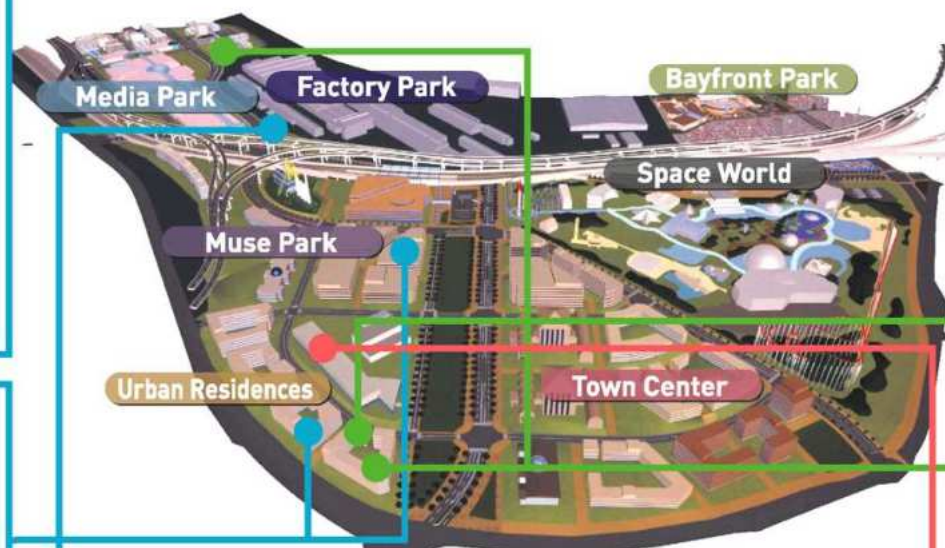 Media Park
Factory Park
Bayfront Park
Space World
Muse Park
Urban Residences
Town Center